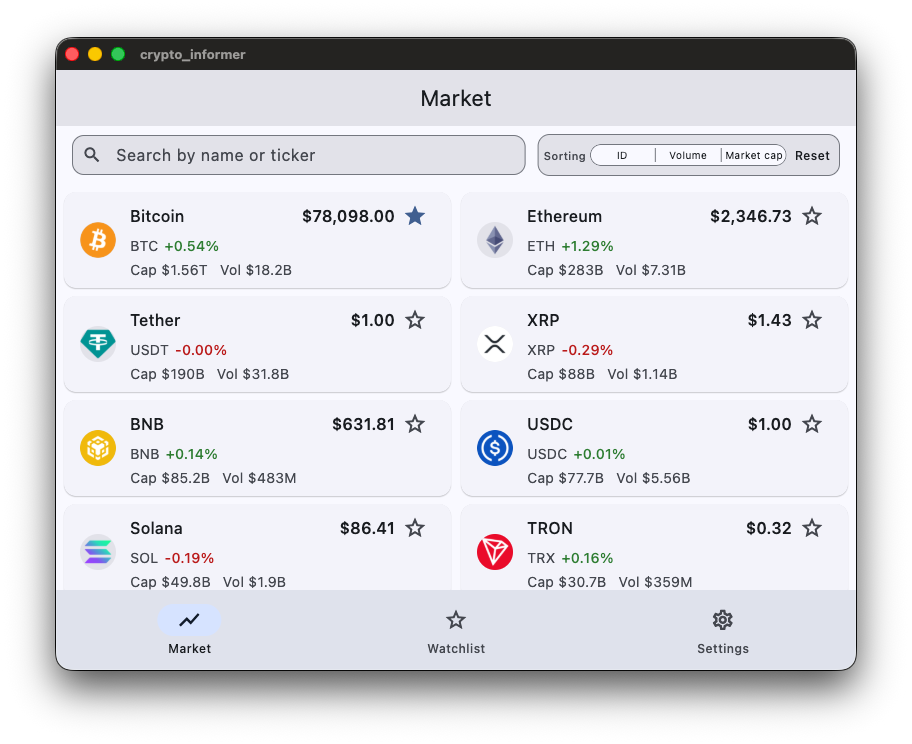 crypto_informer
Market
Search by name or ticker
Sorting ID Volume Market cap Reset
Bitcoin $78,098.00
BTC +0.54%
Cap $1.56T Vol $18.2B
Ethereum $2,346.73
ETH +1.29%
Cap $283B Vol $7.31B
Tether $1.00
USDT -0.00%
Cap $190B Vol $31.8B
XRP $1.43
XRP -0.29%
Cap $88B Vol $1.14B
BNB $631.81
BNB +0.14%
Cap $85.2B Vol $483M
USDC $1.00
USDC +0.01%
Cap $77.7B Vol $5.56B
Solana $86.41
SOL -0.19%
Cap $49.8B Vol $1.9B
TRON $0.32
TRX +0.16%
Cap $30.7B Vol $359M
Market Watchlist Settings